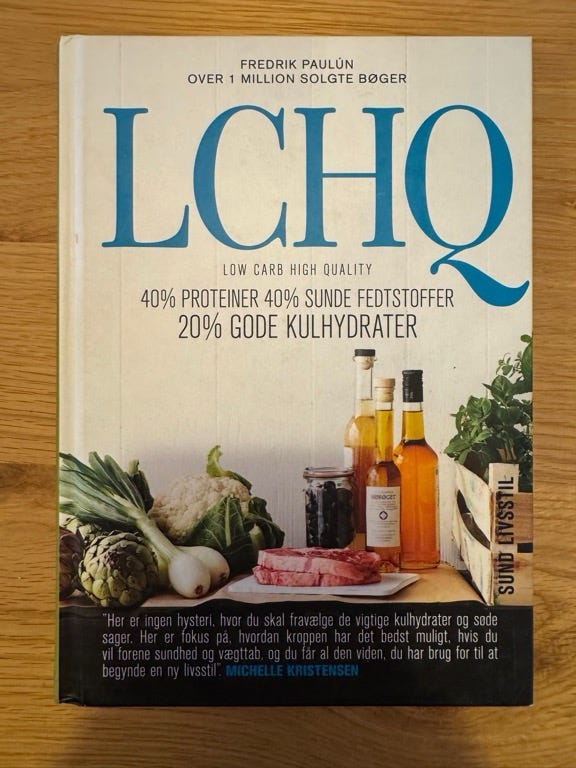 FREDRIK PAULÚN
OVER 1 MILLION SOLGTE BØGER
LCHQ
LOW CARB HIGH QUALITY
40% PROTEINER 40% SUNDE FEDTSTOFFER
20% GODE KULHYDRATER
SUND LIVSSTIL
"Her er ingen hysteri, hvor du skal fravælge de vigtige kulhydrater og søde
sager. Her er fokus på, hvordan kroppen har det bedst muligt, hvis du
vil forene sundhed og vægttab, og du får al den viden, du har brug for til at
begynde en ny livsstil". MICHELLE KRISTENSEN